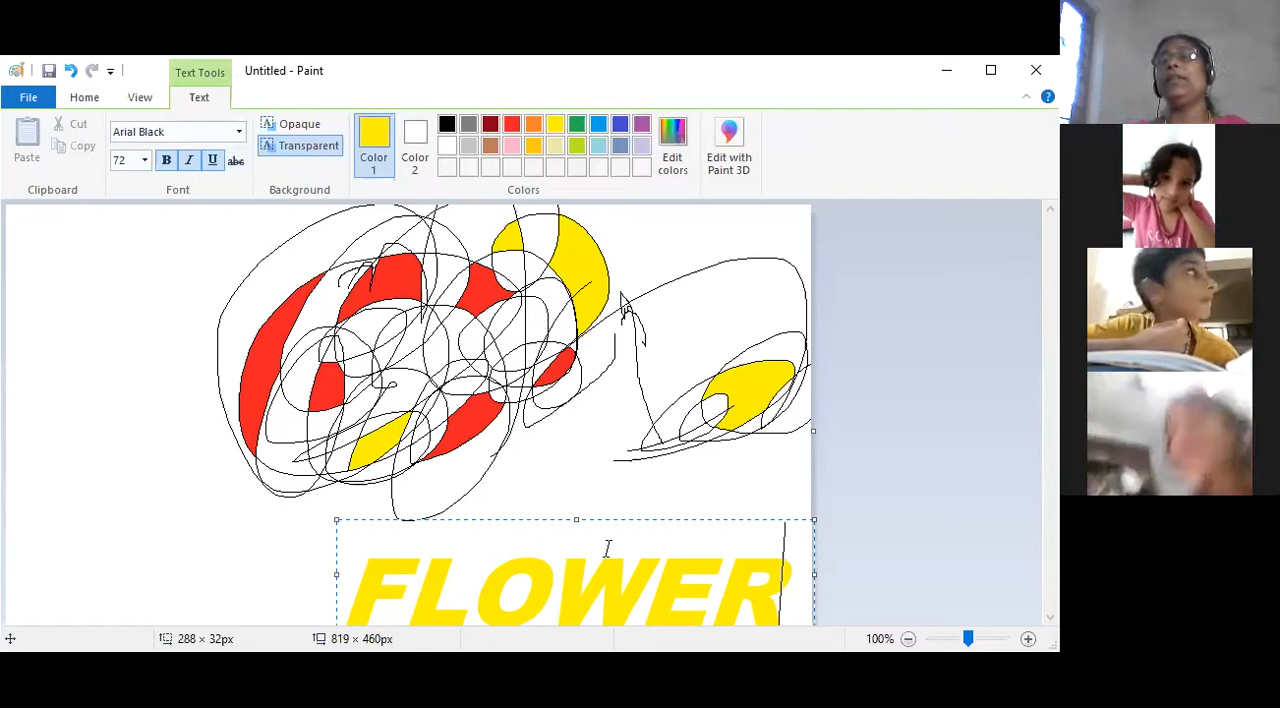 Text Tools
Untitled - Paint
File
Home
View
Text
Paste
Cut
Copy
Clipboard
Arial Black
72
B
I
U
abc
Font
Opaque
Transparent
Background
Color 1
Color 2
Edit colors
Edit with Paint 3D
Colors
FLOWER
288 × 32px
819 × 460px
100%